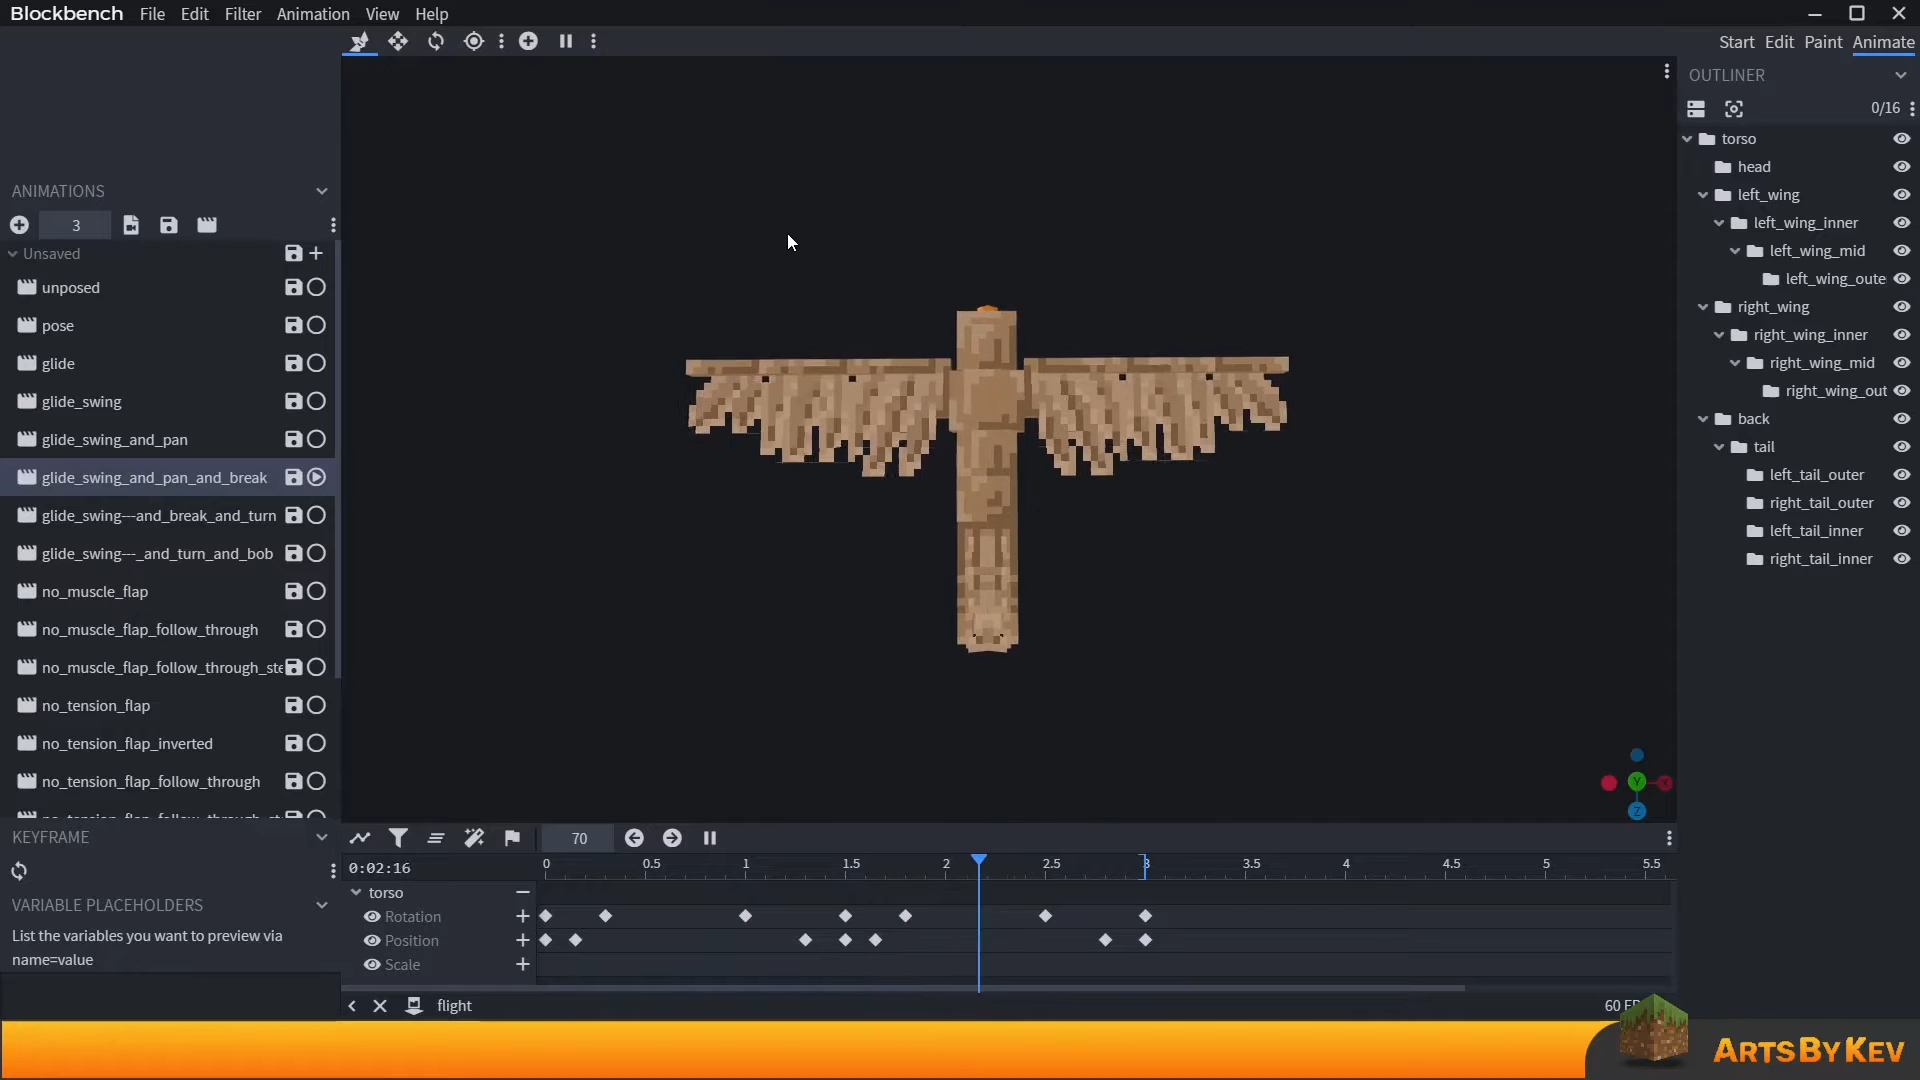 Blockbench File Edit Filter Animation View Help
Start Edit Paint Animate
OUTLINER
0/16
torso
head
left_wing
left_wing_inner
left_wing_mid
left_wing_oute
right_wing
right_wing_inner
right_wing_mid
right_wing_out
back
tail
left_tail_outer
right_tail_outer
left_tail_inner
right_tail_inner
ANIMATIONS
3
Unsaved
unposed
pose
glide
glide_swing
glide_swing_and_pan
glide_swing_and_pan_and_break
glide_swing---and_break_and_turn
glide_swing---_and_turn_and_bob
no_muscle_flap
no_muscle_flap_follow_through
no_muscle_flap_follow_through_ste
no_tension_flap
no_tension_flap_inverted
no_tension_flap_follow_through
Y
Z
KEYFRAME
VARIABLE PLACEHOLDERS
List the variables you want to preview via
name=value
70
0:02:16
0 0.5 1 1.5 2 2.5 3 3.5 4 4.5 5 5.5
torso
Rotation
Position
Scale
flight
60
ARTSBYKEV